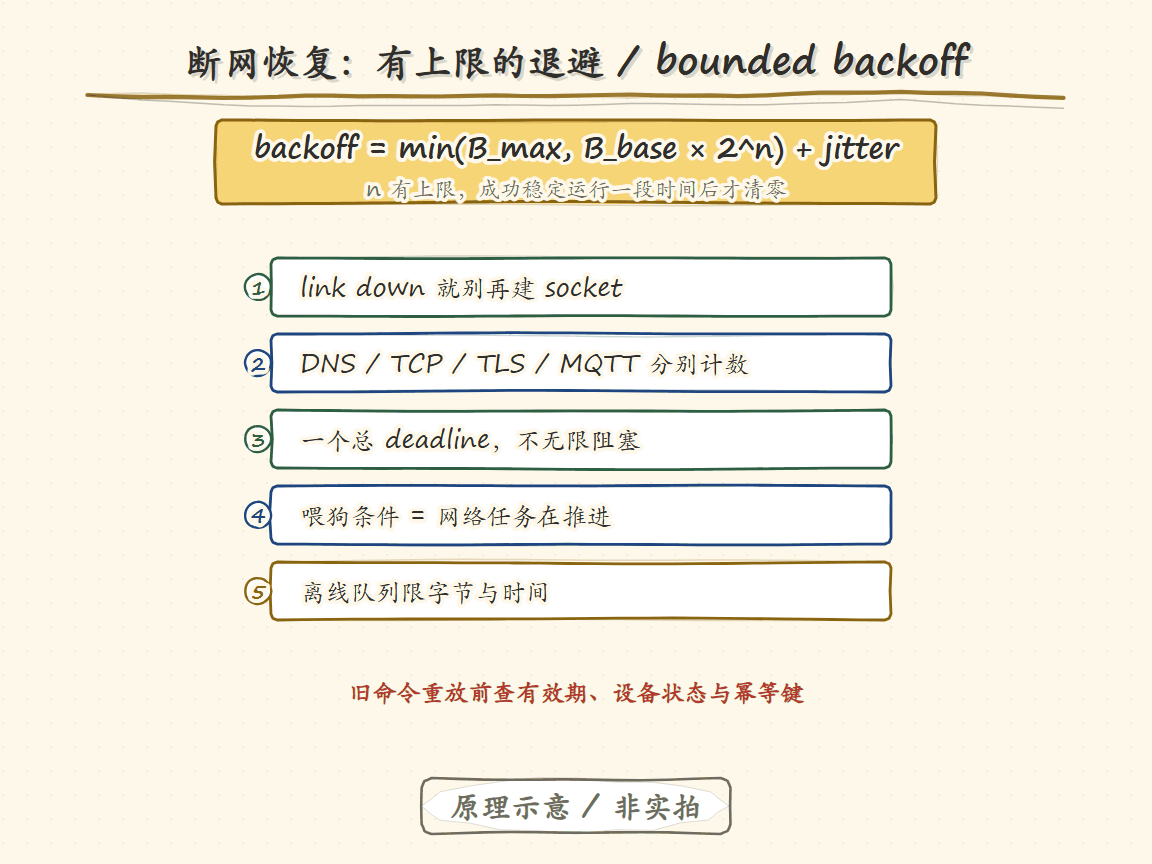 断网恢复：有上限的退避 / bounded backoff
backoff = min(B_max, B_base × 2^n) + jitter
n 有上限，成功稳定运行一段时间后才清零
① link down 就别再建 socket
② DNS / TCP / TLS / MQTT 分别计数
③ 一个总 deadline，不无限阻塞
④ 喂狗条件 = 网络任务在推进
⑤ 离线队列限字节与时间
旧命令重放前查有效期、设备状态与幂等键
原理示意 / 非实拍